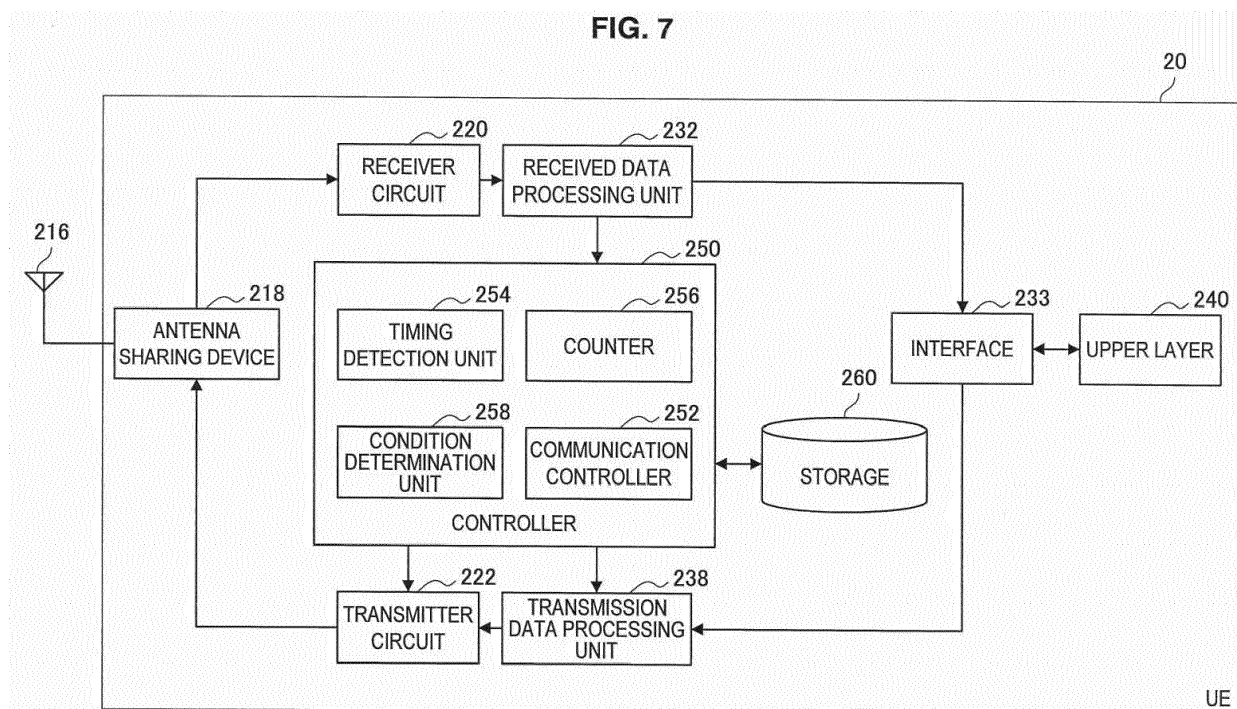 FIG. 7
20
220
232
RECEIVER
CIRCUIT
RECEIVED DATA
PROCESSING UNIT
216
250
218
254
256
233
240
ANTENNA
SHARING DEVICE
TIMING
DETECTION UNIT
COUNTER
INTERFACE
UPPER LAYER
258
252
260
CONDITION
DETERMINATION
UNIT
COMMUNICATION
CONTROLLER
STORAGE
CONTROLLER
222
238
TRANSMITTER
CIRCUIT
TRANSMISSION
DATA PROCESSING
UNIT
UE